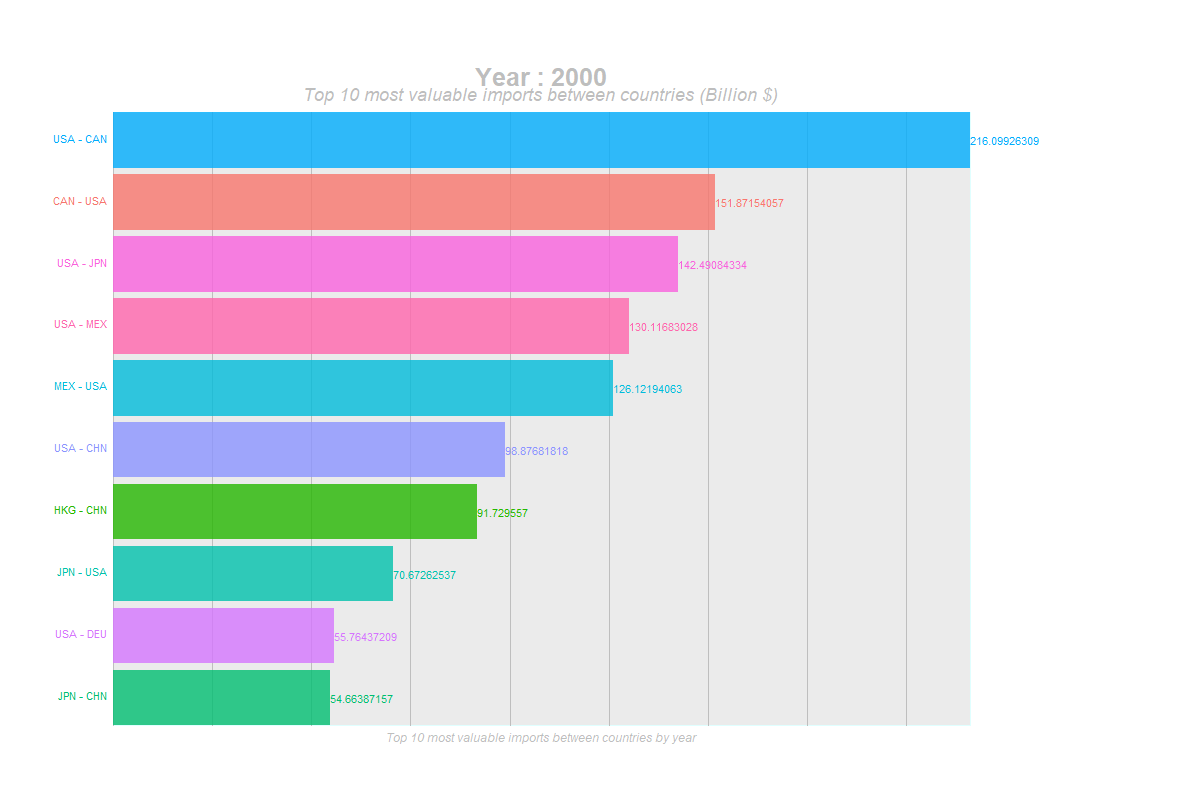 Year : 2000
Top 10 most valuable imports between countries (Billion $)
USA - CAN 216.09926309
CAN - USA 151.87154057
USA - JPN 142.49084334
USA - MEX 130.11683028
MEX - USA 126.12194063
USA - CHN 98.87681818
HKG - CHN 91.729557
JPN - USA 70.67262537
USA - DEU 55.76437209
JPN - CHN 54.66387157
Top 10 most valuable imports between countries by year